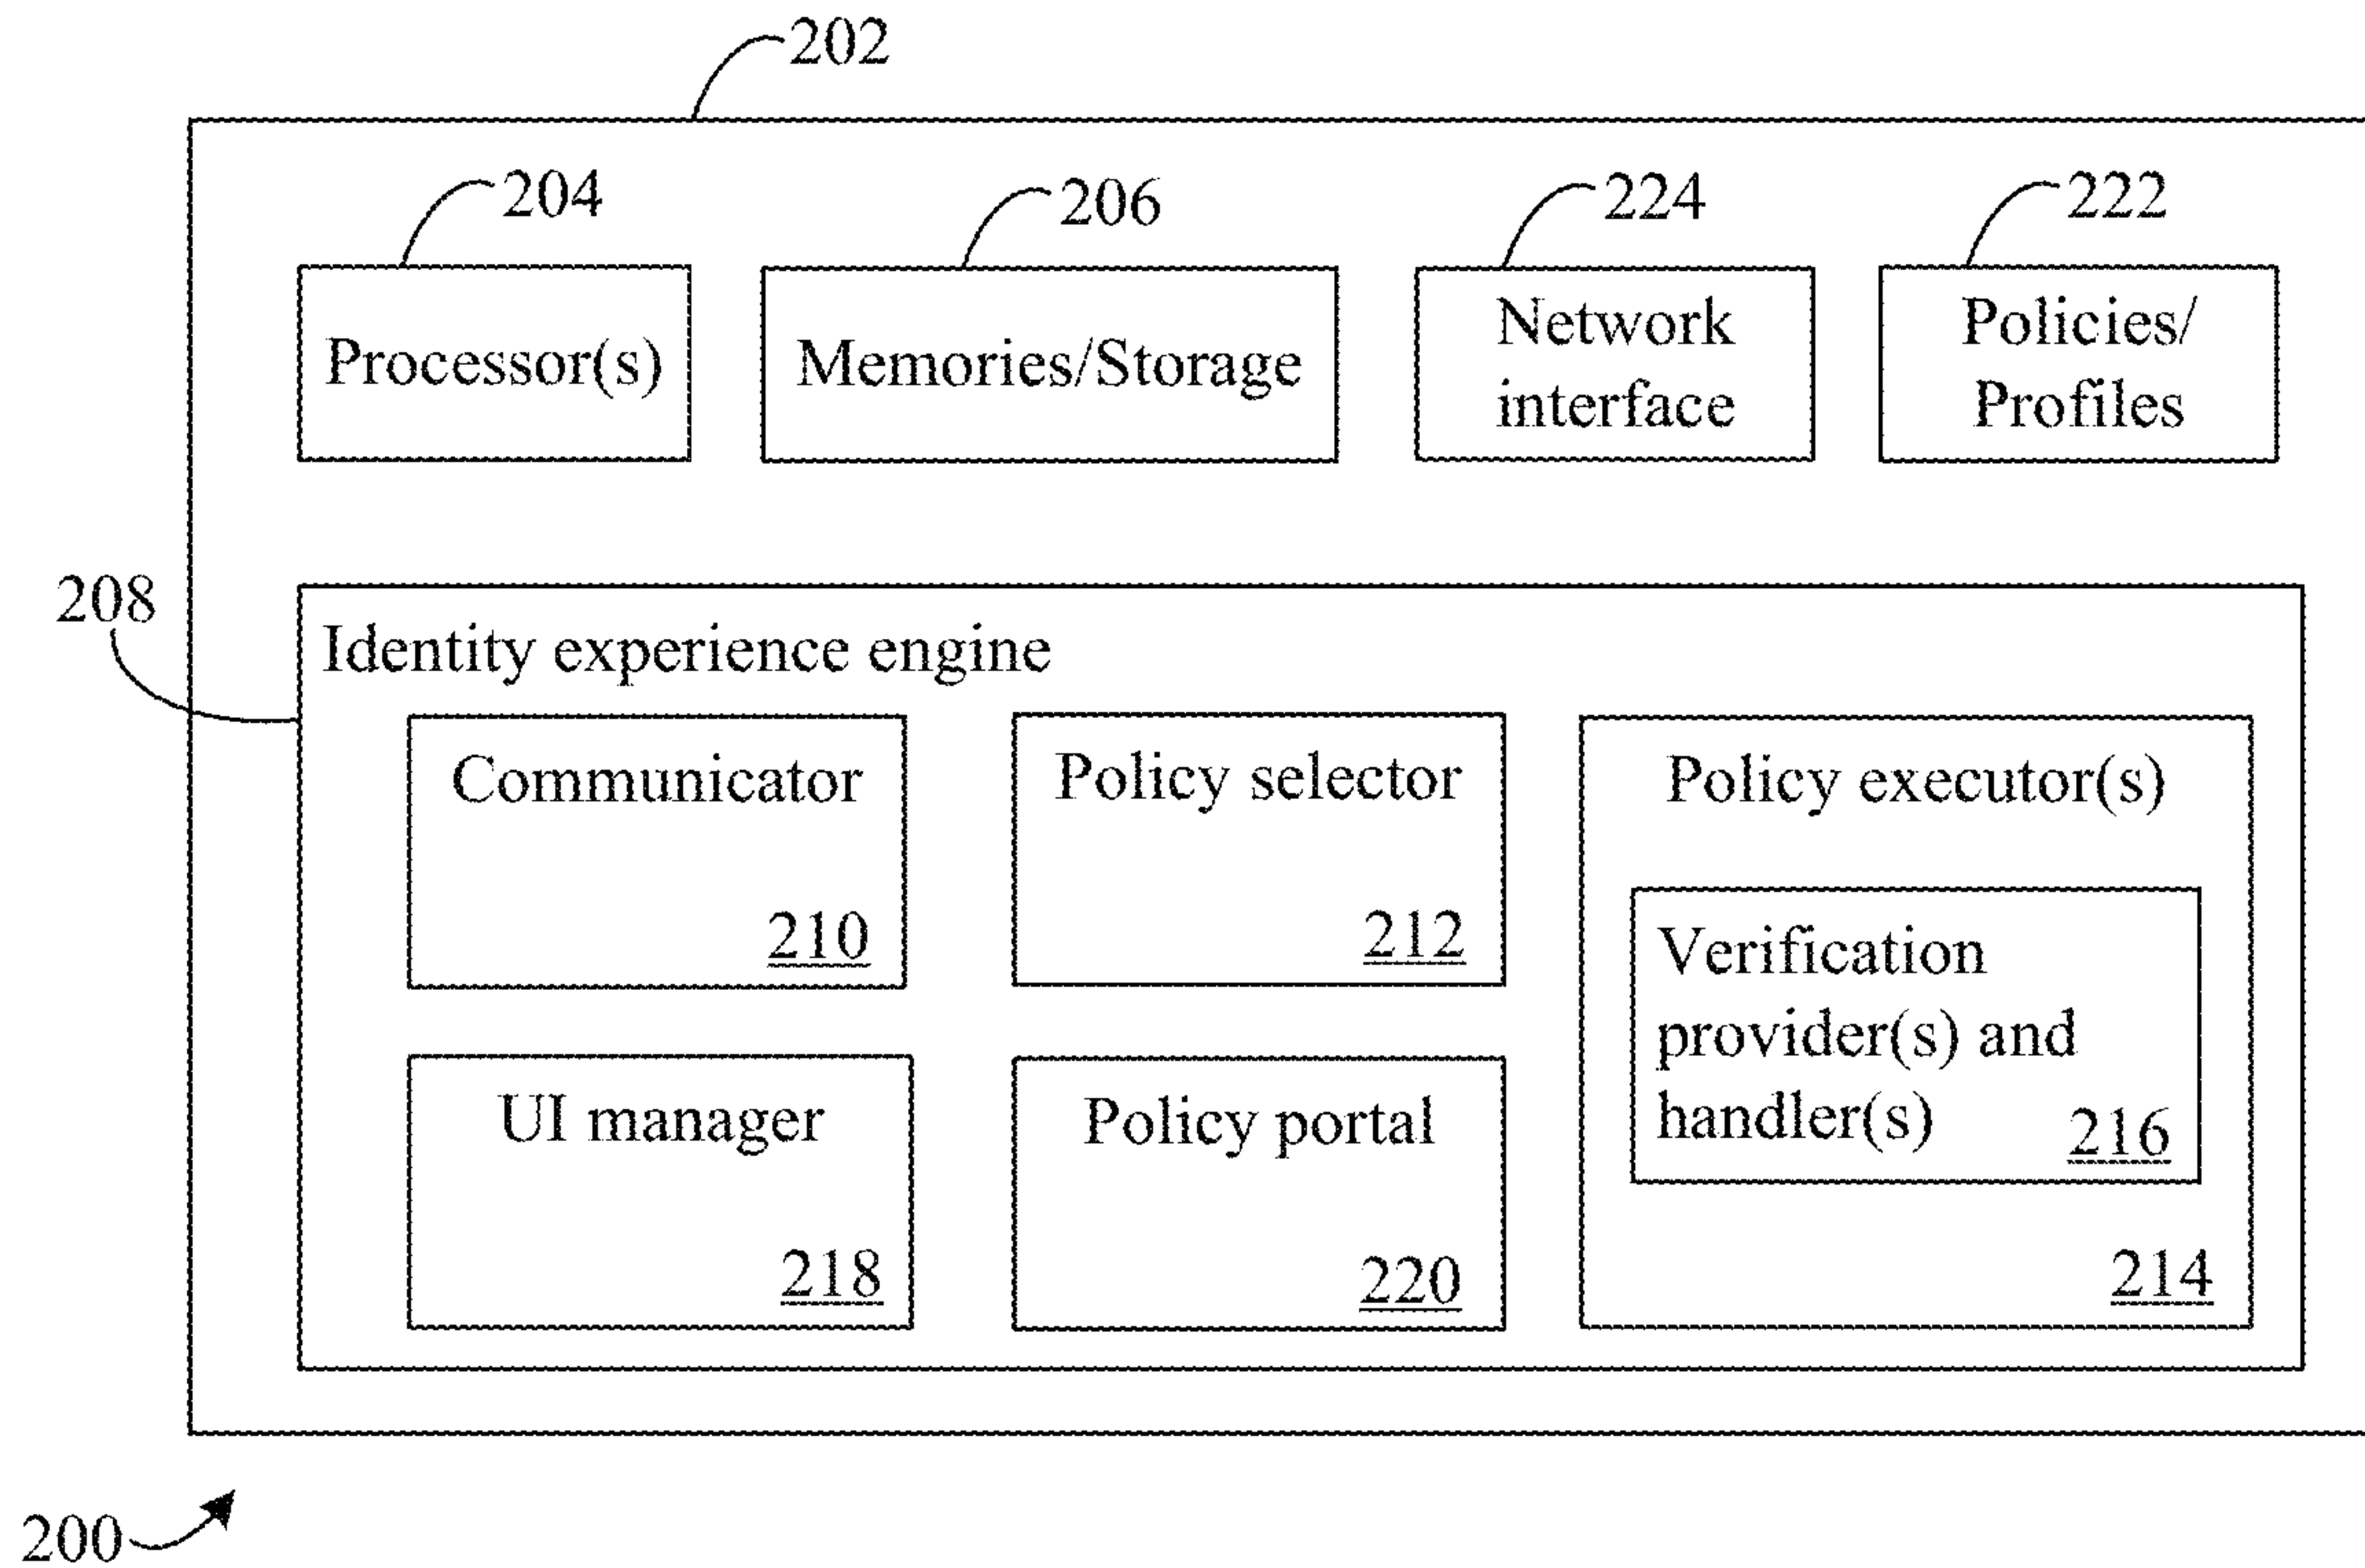 202
204
206
224
222
Processor(s)
Memories/Storage
Network
interface
Policies/
Profiles
208
Identity experience engine
Communicator
210
Policy selector
212
Policy executor(s)
Verification
provider(s) and
handler(s)
216
214
UI manager
218
Policy portal
220
200